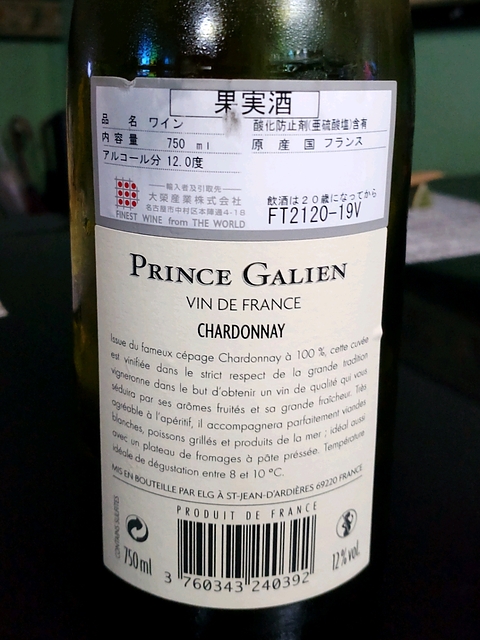 果実酒
品 名 ワイン
酸化防止剤(亜硫酸塩)含有
内容量 750 ml
原 産 国 フランス
アルコール分 12.0度
輸入者及引取先
大榮産業株式会社
名古屋市中村区本陣通4-18
FINEST WINE from THE WORLD
飲酒は20歳になってから
FT2120-19V
PRINCE GALIEN
VIN DE FRANCE
CHARDONNAY
Issue du fameux cépage Chardonnay à 100 %, cette cuvée
est vinifiée dans le strict respect de la grande tradition
vigneronne dans le but d'obtenir un vin de qualité qui vous
séduira par ses arômes fruités et sa grande fraîcheur. Très
agréable à l'apéritif, il accompagnera parfaitement viandes
blanches, poissons grillés et produits de la mer ; idéal aussi
avec un plateau de fromages à pâte préssée. Température
idéale de dégustation entre 8 et 10 °C.
MIS EN BOUTEILLE PAR ELG À ST-JEAN-D'ARDIÈRES 69220 FRANCE
PRODUIT DE FRANCE
CONTAINS SULFITES
750 ml
12% vol.
3 760343 240392